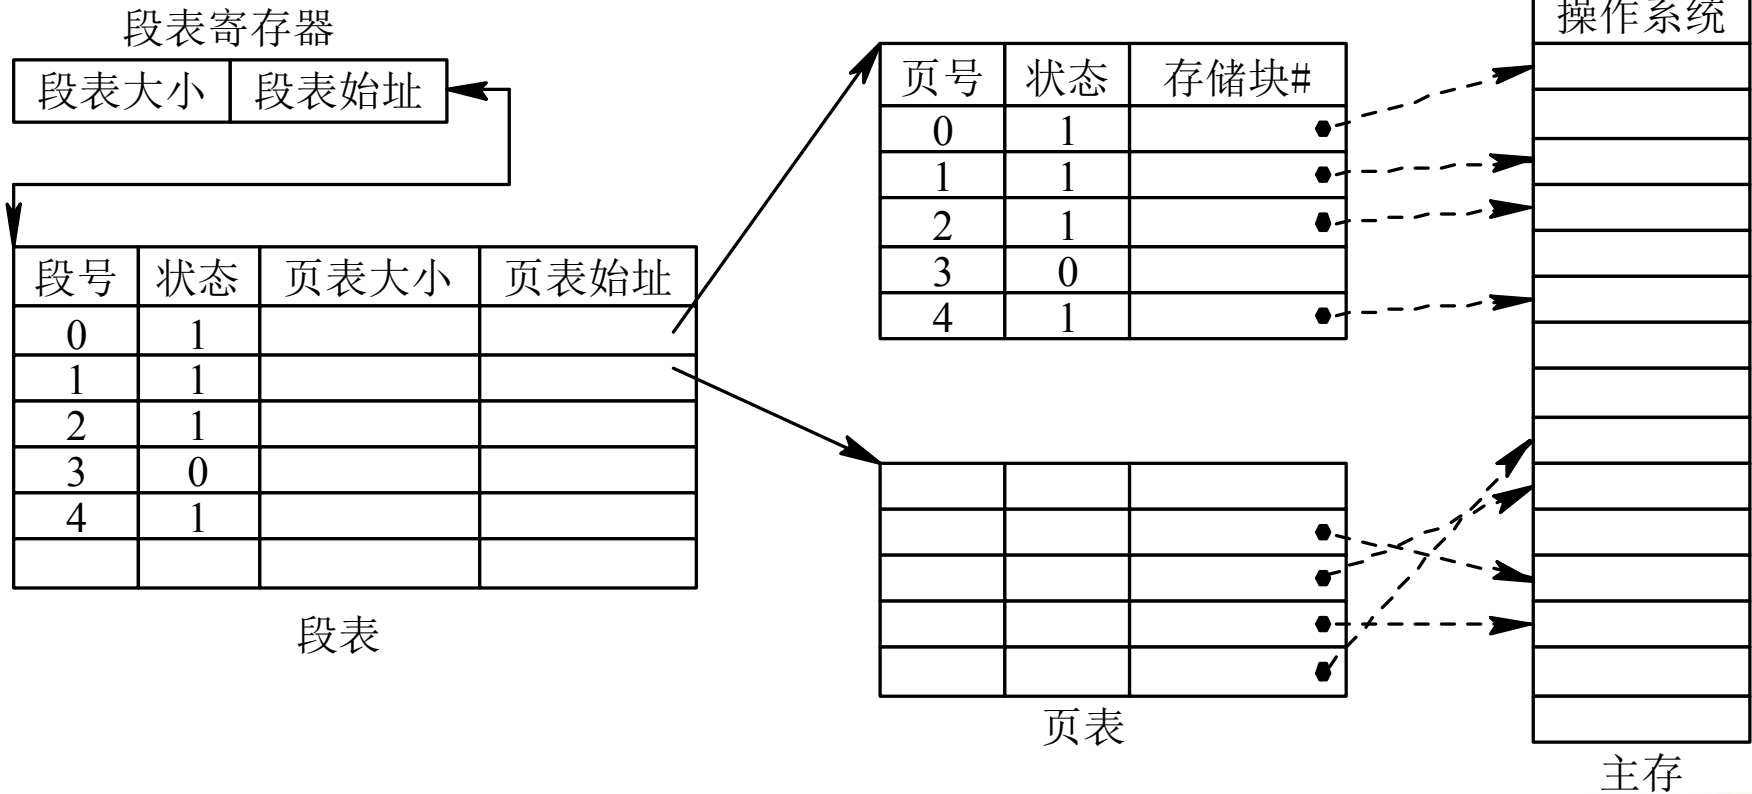 段表寄存器
段表大小 段表始址
段号 状态 页表大小 页表始址
0 1
1 1
2 1
3 0
4 1
段表
页号 状态 存储块#
0 1
1 1
2 1
3 0
4 1
页表
操作系统
主存